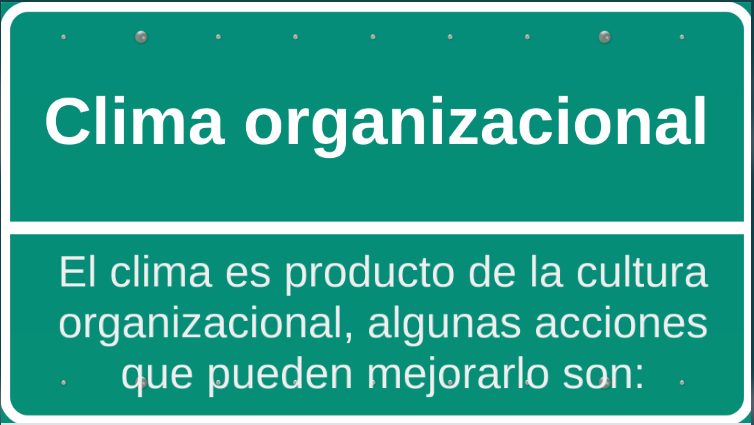 Clima organizacional
El clima es producto de la cultura
organizacional, algunas acciones
que pueden mejorarlo son: